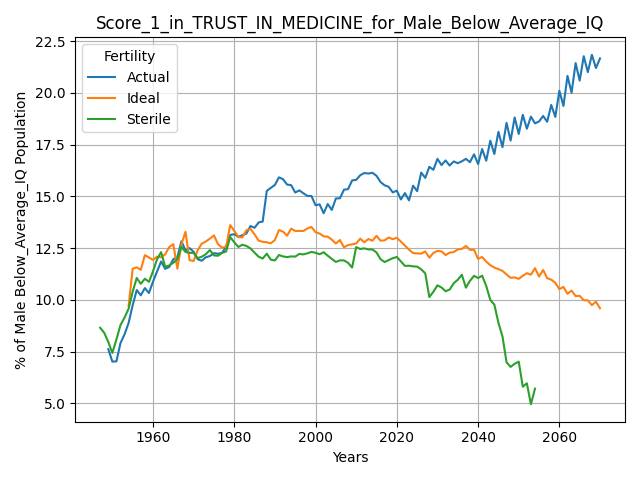 Score_1_in_TRUST_IN_MEDICINE_for_Male_Below_Average_IQ
% of Male Below_Average_IQ Population
22.5
20.0
17.5
15.0
12.5
10.0
7.5
5.0
Fertility
Actual
Ideal
Sterile
1960 1980 2000 2020 2040 2060
Years